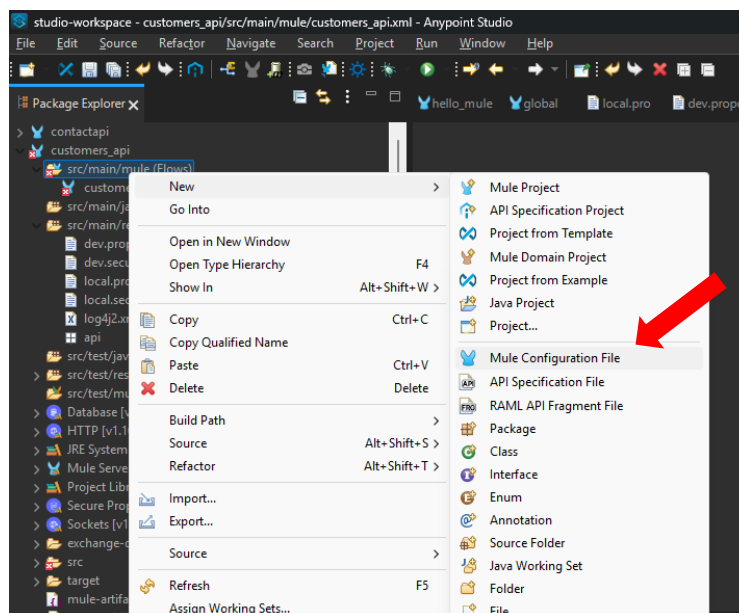 studio-workspace - customers_api/src/main/mule/customers_api.xml - Anypoint Studio
File Edit Source Refactor Navigate Search Project Run Window Help
Package Explorer
hello_mule global local.pro dev.prope
contactapi
customers_api
src/main/mule (Flows)
custome
src/main/ja
src/main/re
dev.prop
dev.secu
local.pro
local.sec
log4j2.xm
api
src/test/jav
src/test/res
src/test/mu
Database [v
HTTP [v1.1
JRE System
Mule Serve
Project Libr
Secure Prop
Sockets [v1
exchange-d
src
target
mule-artifa
New
Go Into
Open in New Window
Open Type Hierarchy F4
Show In Alt+Shift+W
Copy Ctrl+C
Copy Qualified Name
Paste Ctrl+V
Delete Delete
Build Path
Source Alt+Shift+S
Refactor Alt+Shift+T
Import...
Export...
Source
Refresh F5
Assign Working Sets...
Mule Project
API Specification Project
Project from Template
Mule Domain Project
Project from Example
Java Project
Project...
Mule Configuration File
API Specification File
RAML API Fragment File
Package
Class
Interface
Enum
Annotation
Source Folder
Java Working Set
Folder
File